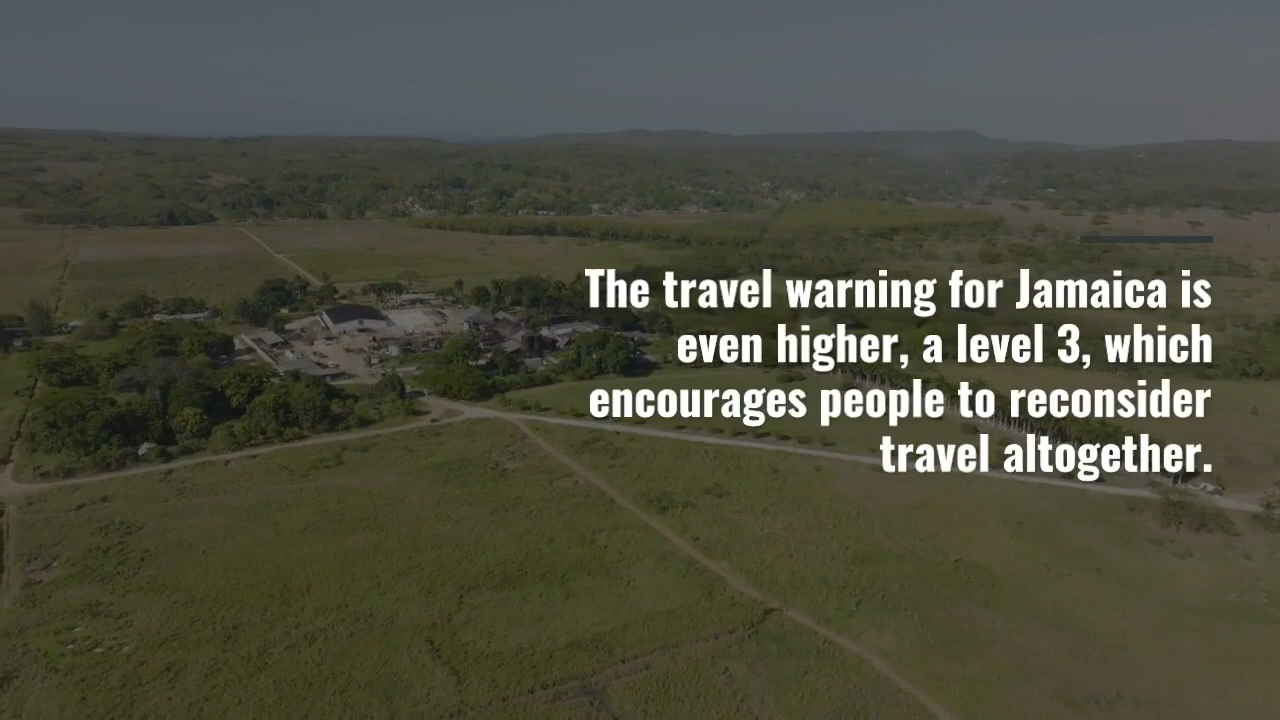 The travel warning for Jamaica is
even higher, a level 3, which
encourages people to reconsider
travel altogether.